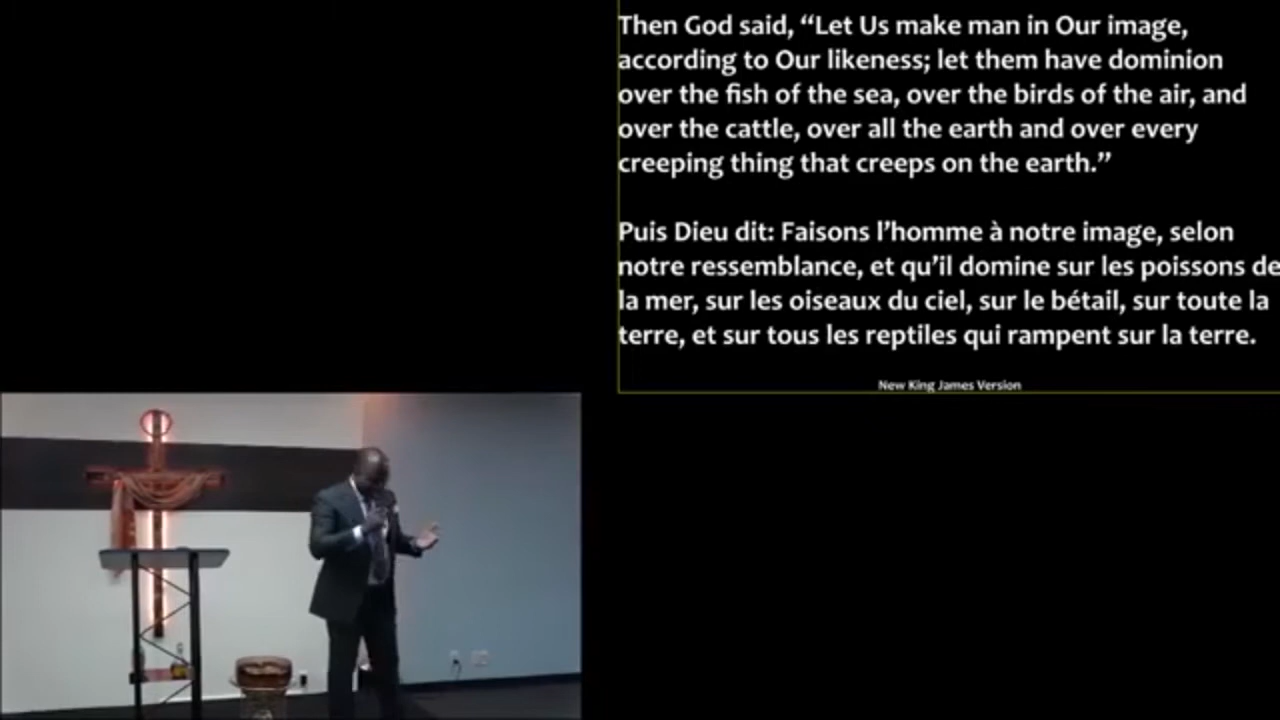 Then God said, “Let Us make man in Our image,
according to Our likeness; let them have dominion
over the fish of the sea, over the birds of the air, and
over the cattle, over all the earth and over every
creeping thing that creeps on the earth.”
Puis Dieu dit: Faisons l’homme à notre image, selon
notre ressemblance, et qu’il domine sur les poissons de
la mer, sur les oiseaux du ciel, sur le bétail, sur toute la
terre, et sur tous les reptiles qui rampent sur la terre.
New King James Version